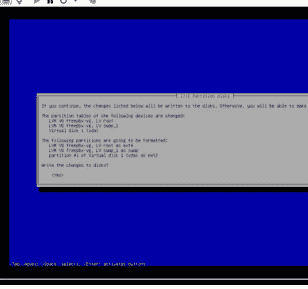 [!!] Partition disks
If you continue, the changes listed below will be written to the disks. Otherwise, you will be able to make
The partition tables of the following devices are changed:
LVM VG freepbx-vg, LV root
LVM VG freepbx-vg, LV swap_1
Virtual disk 1 (vda)
The following partitions are going to be formatted:
LVM VG freepbx-vg, LV root as ext4
LVM VG freepbx-vg, LV swap_1 as swap
partition #1 of Virtual disk 1 (vda) as ext2
Write the changes to disks?
<Yes>
<Tab> moves; <Space> selects; <Enter> activates buttons